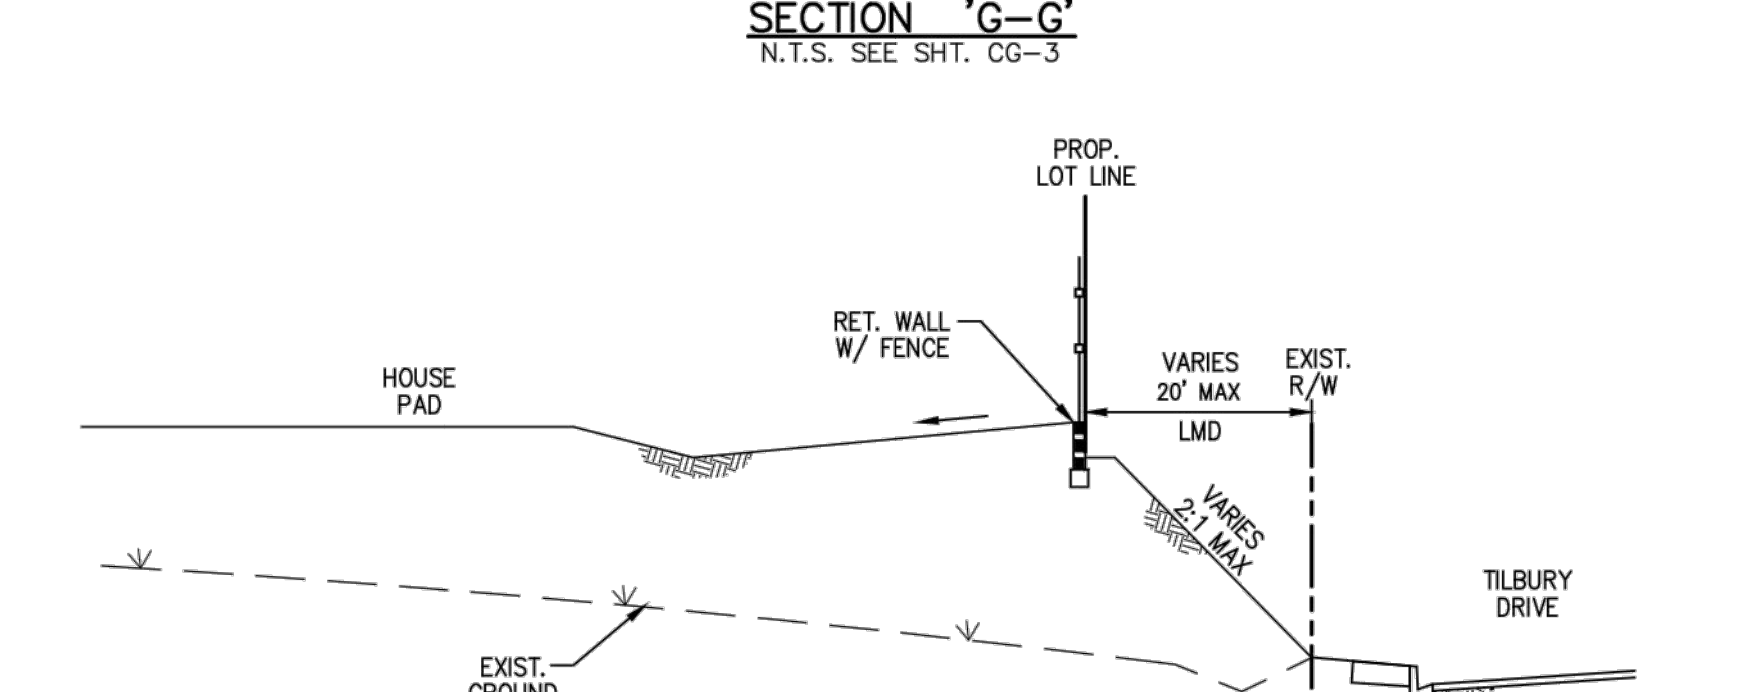 SECTION 'G-G'
N.T.S. SEE SHT. CG-3
PROP.
LOT LINE
RET. WALL
W/ FENCE
HOUSE
PAD
VARIES
20' MAX
LMD
EXIST.
R/W
VARIES
2:1 MAX
TILBURY
DRIVE
EXIST.
GROUND